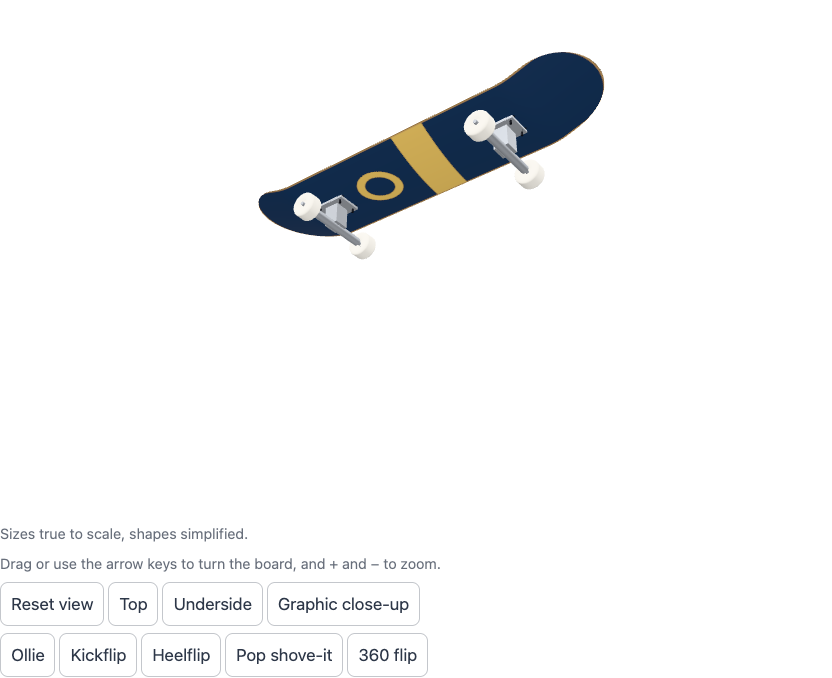 Sizes true to scale, shapes simplified.
Drag or use the arrow keys to turn the board, and + and – to zoom.
Reset view Top Underside Graphic close-up
Ollie Kickflip Heelflip Pop shove-it 360 flip